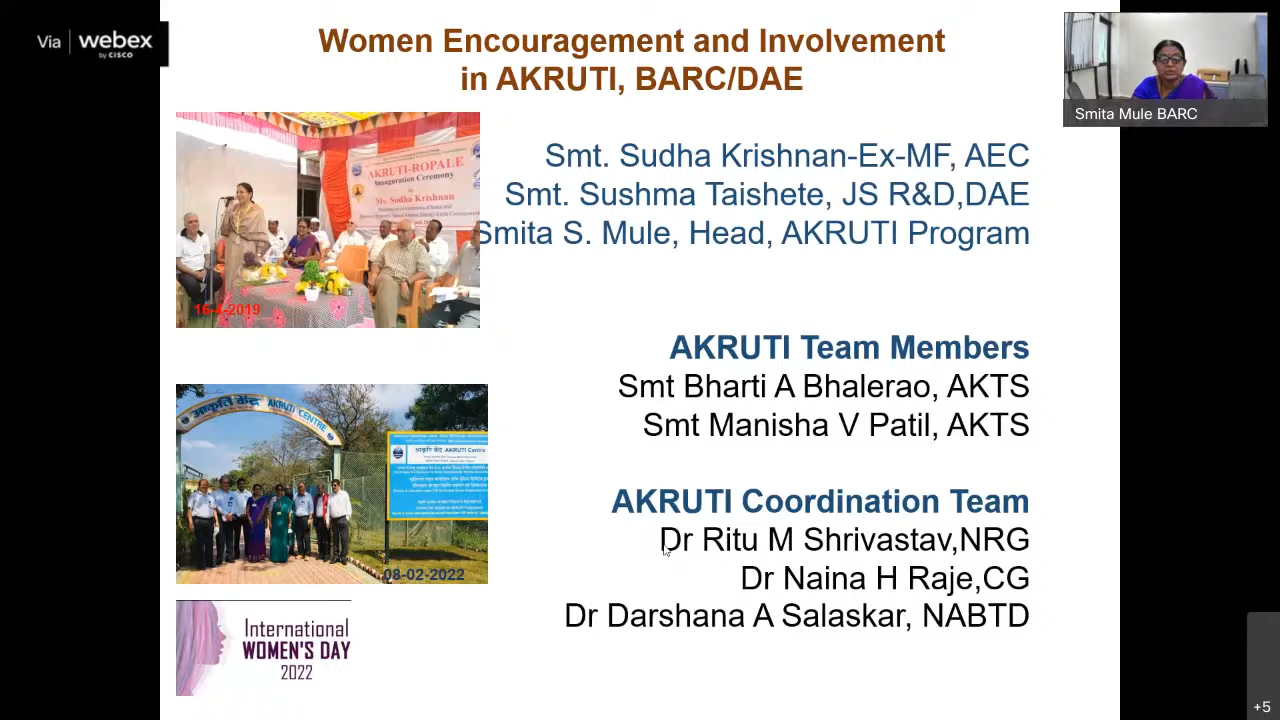 Via webex
by CISCO
Women Encouragement and Involvement
in AKRUTI, BARC/DAE
Smita Mule BARC
AKRUTI-ROPALE
Inauguration Ceremony
Ms. Sudha Krishnan
16-4-2019
Smt. Sudha Krishnan-Ex-MF, AEC
Smt. Sushma Taishete, JS R&D,DAE
Smita S. Mule, Head, AKRUTI Program
AKRUTI Team Members
Smt Bharti A Bhalerao, AKTS
Smt Manisha V Patil, AKTS
आकृति केंद्र AKRUTI CENTRE
आकृति केंद्र AKRUTI Centre
08-02-2022
AKRUTI Coordination Team
Dr Ritu M Shrivastav,NRG
Dr Naina H Raje,CG
Dr Darshana A Salaskar, NABTD
International
WOMEN'S DAY
2022
+5